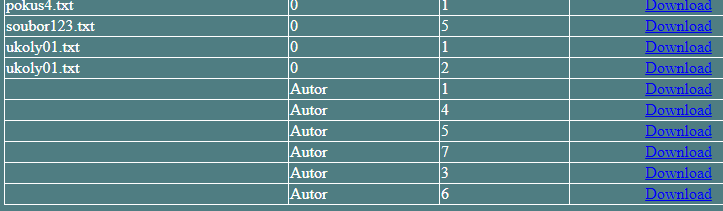 pokus4.txt 0 1 Download
soubor123.txt 0 5 Download
ukoly01.txt 0 1 Download
ukoly01.txt 0 2 Download
Autor 1 Download
Autor 4 Download
Autor 5 Download
Autor 7 Download
Autor 3 Download
Autor 6 Download